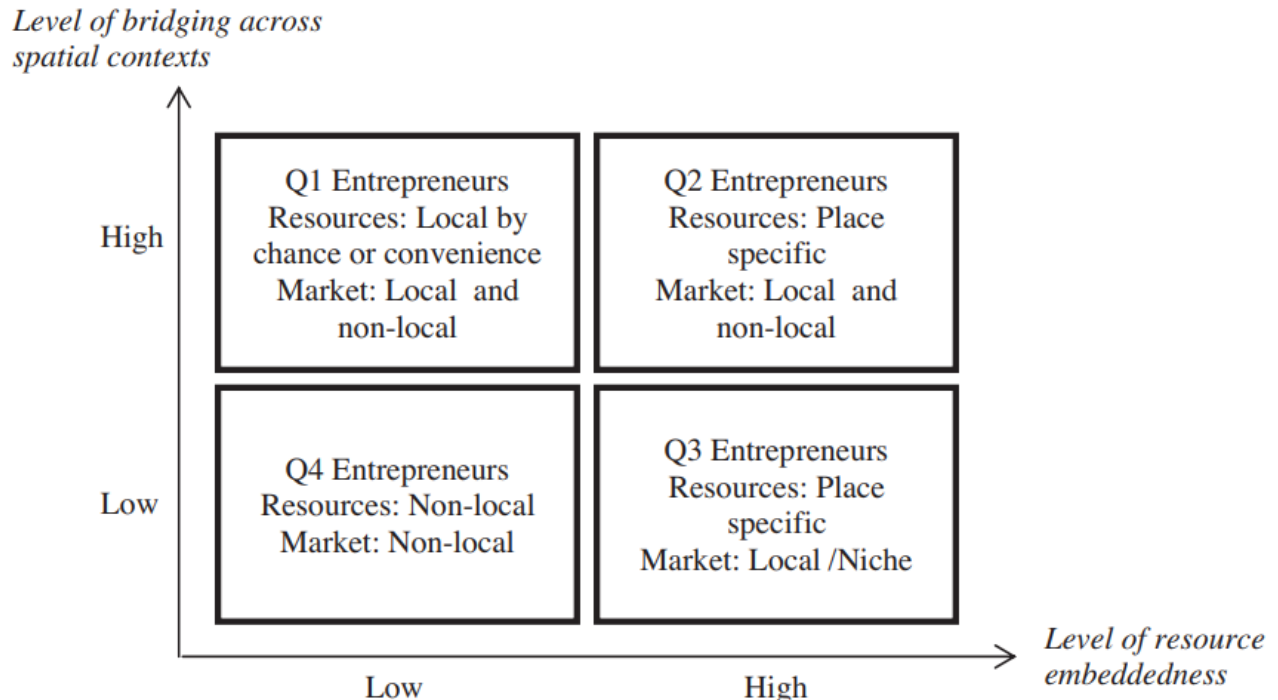 Level of bridging across
spatial contexts
High
Q1 Entrepreneurs
Resources: Local by
chance or convenience
Market: Local and
non-local
Q2 Entrepreneurs
Resources: Place
specific
Market: Local and
non-local
Low
Q4 Entrepreneurs
Resources: Non-local
Market: Non-local
Q3 Entrepreneurs
Resources: Place
specific
Market: Local /Niche
Low
High
Level of resource
embeddedness